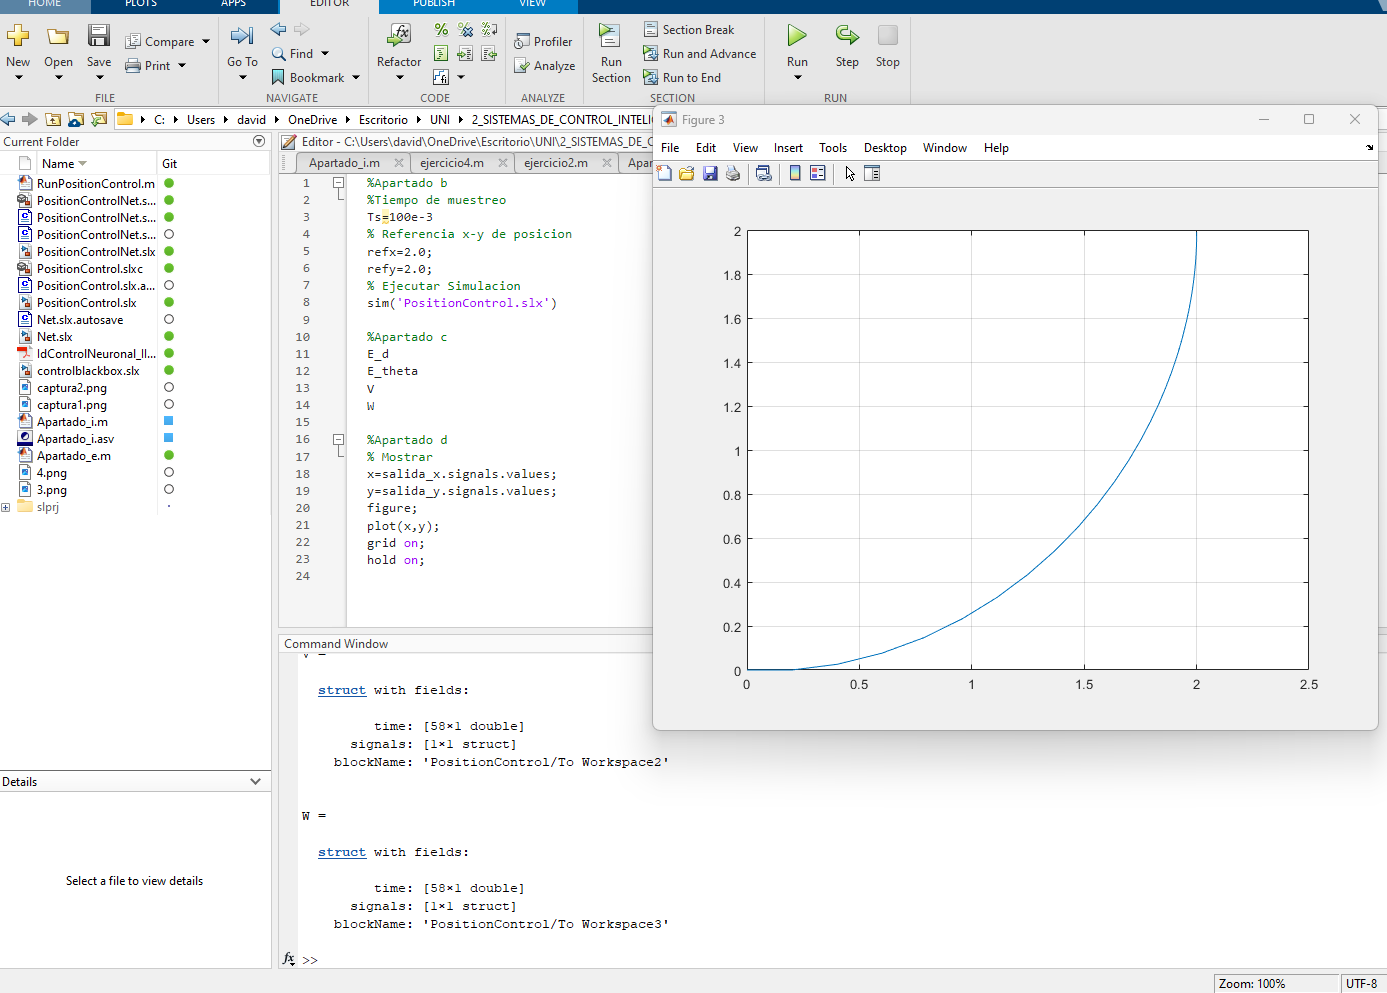 HOME PLOTS APPS EDITOR PUBLISH VIEW
New Open Save Compare Print
Go To Find Bookmark
Refactor
Profiler Analyze
Run Section Section Break Run and Advance Run to End
Run Step Stop
FILE NAVIGATE CODE ANALYZE SECTION RUN
C: Users david OneDrive Escritorio UNI 2_SISTEMAS_DE_CONTROL_INTELI
Current Folder
Name Git
RunPositionControl.m
PositionControlNet.s...
PositionControlNet.s...
PositionControlNet.s...
PositionControlNet.slx
PositionControl.slxc
PositionControl.slx.a...
PositionControl.slx
Net.slx.autosave
Net.slx
IdControlNeuronal_II...
controlblackbox.slx
captura2.png
captura1.png
Apartado_i.m
Apartado_i.asv
Apartado_e.m
4.png
3.png
slprj
Details
Select a file to view details
Editor - C:\Users\david\OneDrive\Escritorio\UNI\2_SISTEMAS_DE_C
Apartado_i.m ejercicio4.m ejercicio2.m Apar
1 %Apartado b
2 %Tiempo de muestreo
3 Ts=100e-3
4 % Referencia x-y de posicion
5 refx=2.0;
6 refy=2.0;
7 % Ejecutar Simulacion
8 sim('PositionControl.slx')
9
10 %Apartado c
11 E_d
12 E_theta
13 V
14 W
15
16 %Apartado d
17 % Mostrar
18 x=salida_x.signals.values;
19 y=salida_y.signals.values;
20 figure;
21 plot(x,y);
22 grid on;
23 hold on;
24
Command Window
V =
struct with fields:
time: [58×1 double]
signals: [1×1 struct]
blockName: 'PositionControl/To Workspace2'
W =
struct with fields:
time: [58×1 double]
signals: [1×1 struct]
blockName: 'PositionControl/To Workspace3'
fx >>
Figure 3
File Edit View Insert Tools Desktop Window Help
2
1.8
1.6
1.4
1.2
1
0.8
0.6
0.4
0.2
0
0 0.5 1 1.5 2 2.5
Zoom: 100% UTF-8